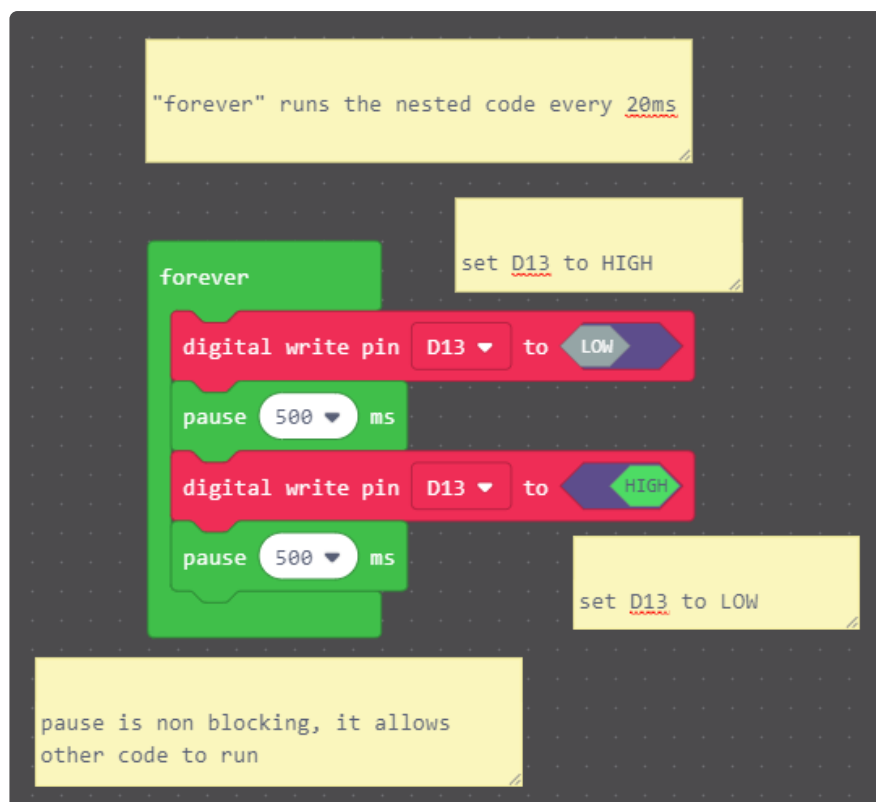 "forever" runs the nested code every 20ms
set D13 to HIGH
forever
digital write pin D13 to LOW
pause 500 ms
digital write pin D13 to HIGH
pause 500 ms
set D13 to LOW
pause is non blocking, it allows
other code to run